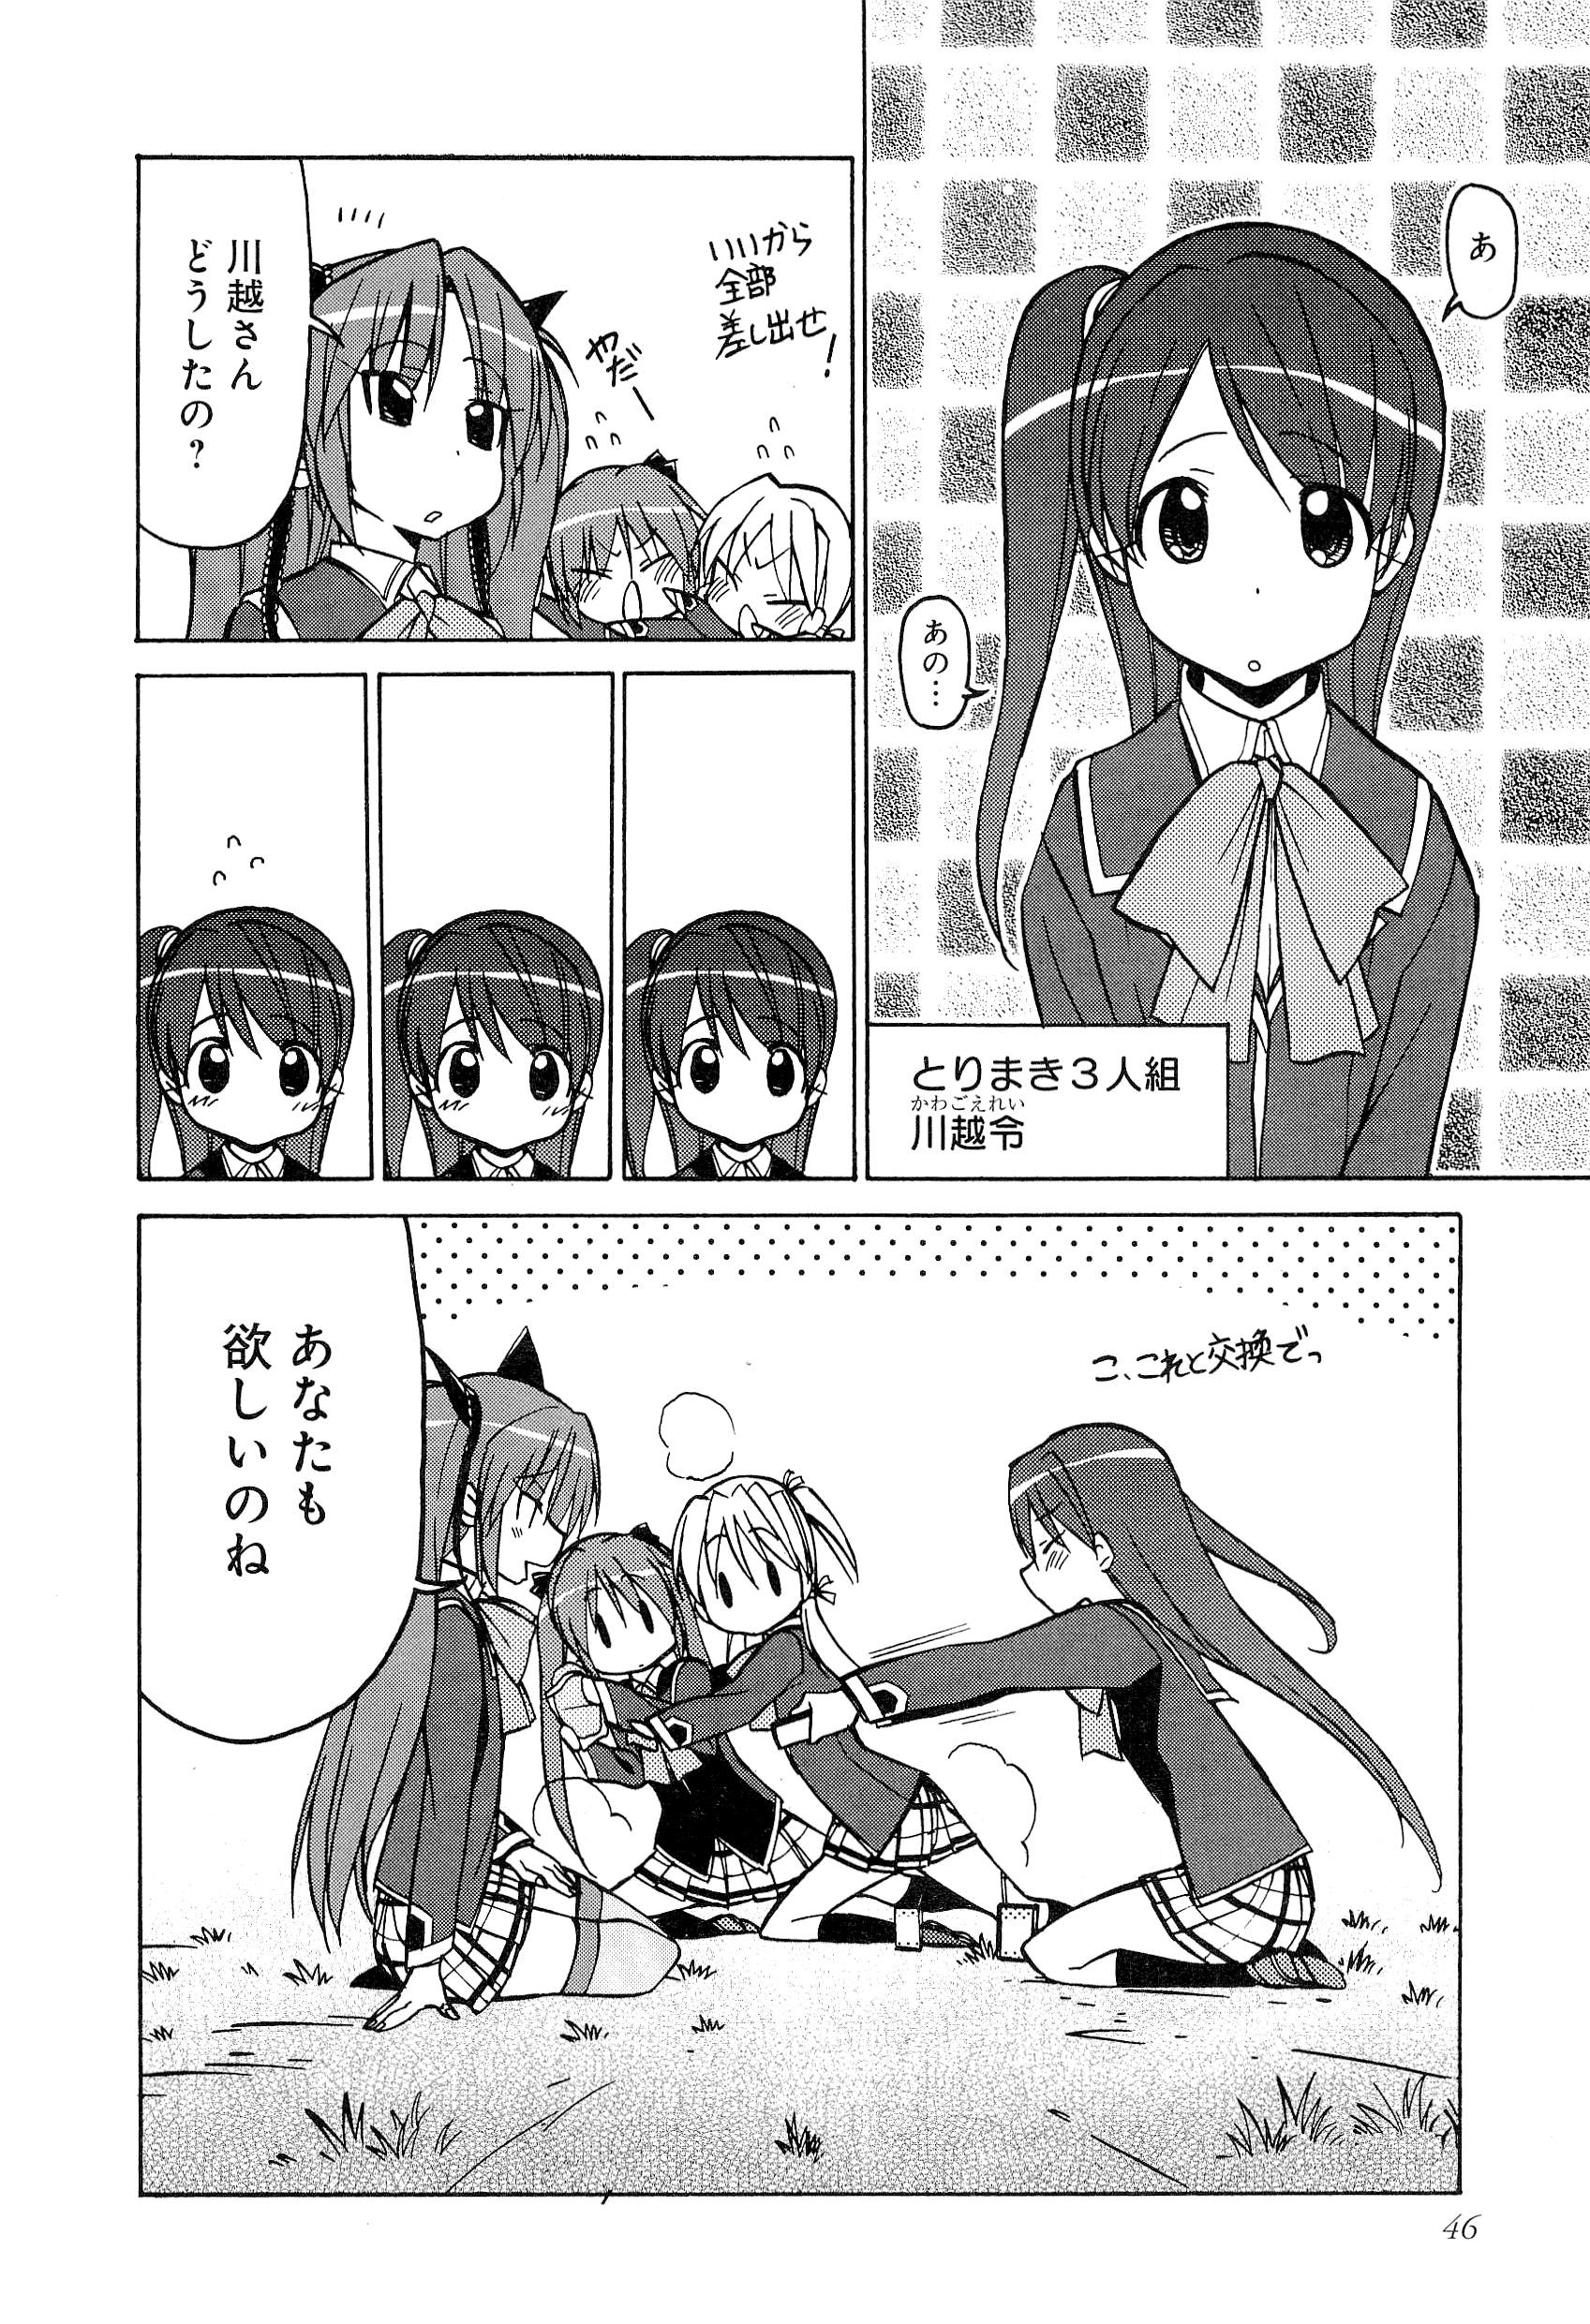 あ
あの…
とりまき３人組
かわごえれい
川越令
いいから
全部
差し出せ！
やだー
川越さん
どうしたの？
こ、これと交換でっ
あなたも
欲しいのね
46